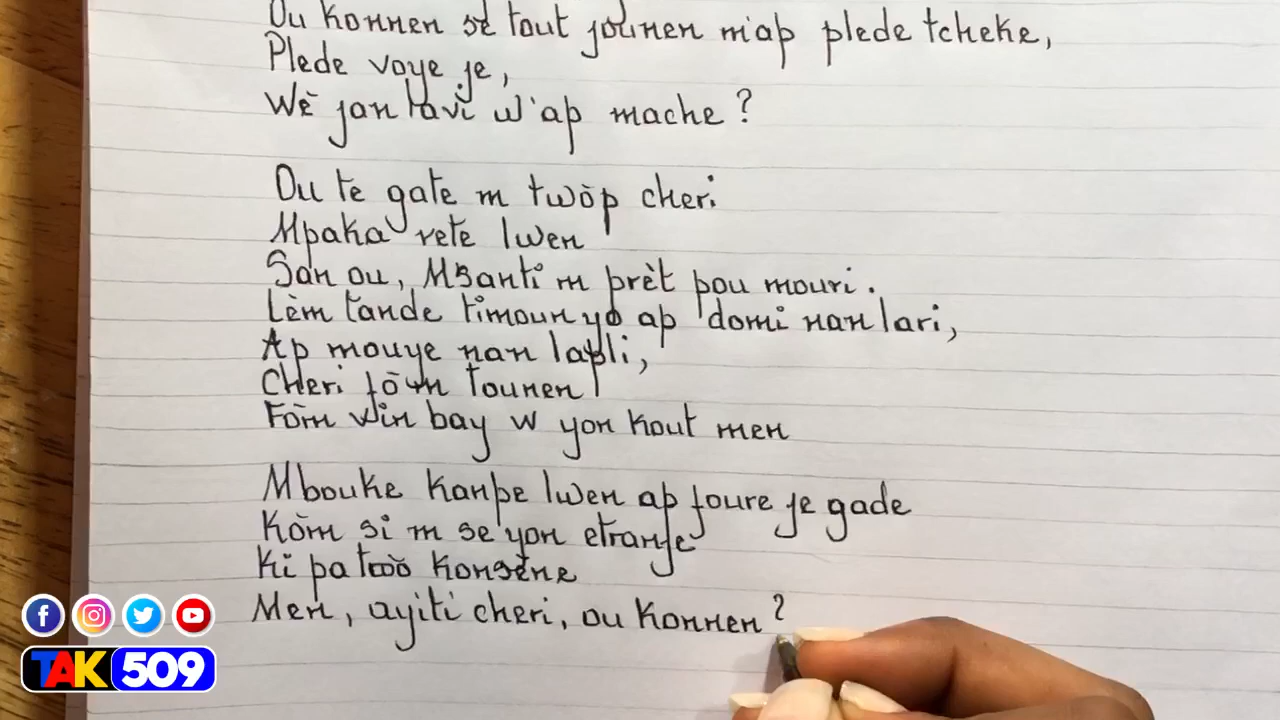 Ou konnen se tout jounen m'ap plede tcheke,
Plede voye je,
Wè jan lavi w'ap mache ?
Ou te gate m twòp cheri
Mpaka rete lwen
San ou, Msanti m prèt pou mouri.
Lèm tande timoun yo ap domi nan lari,
Ap mouye nan lapli,
Cheri fòm tounen
Fòm vin bay w yon kout men
Mbouke kanpe lwen ap foure je gade
Kòm si m se yon etranje
Ki pa twò konsène
Men, ayiti cheri, ou konnen ?
TAK 509